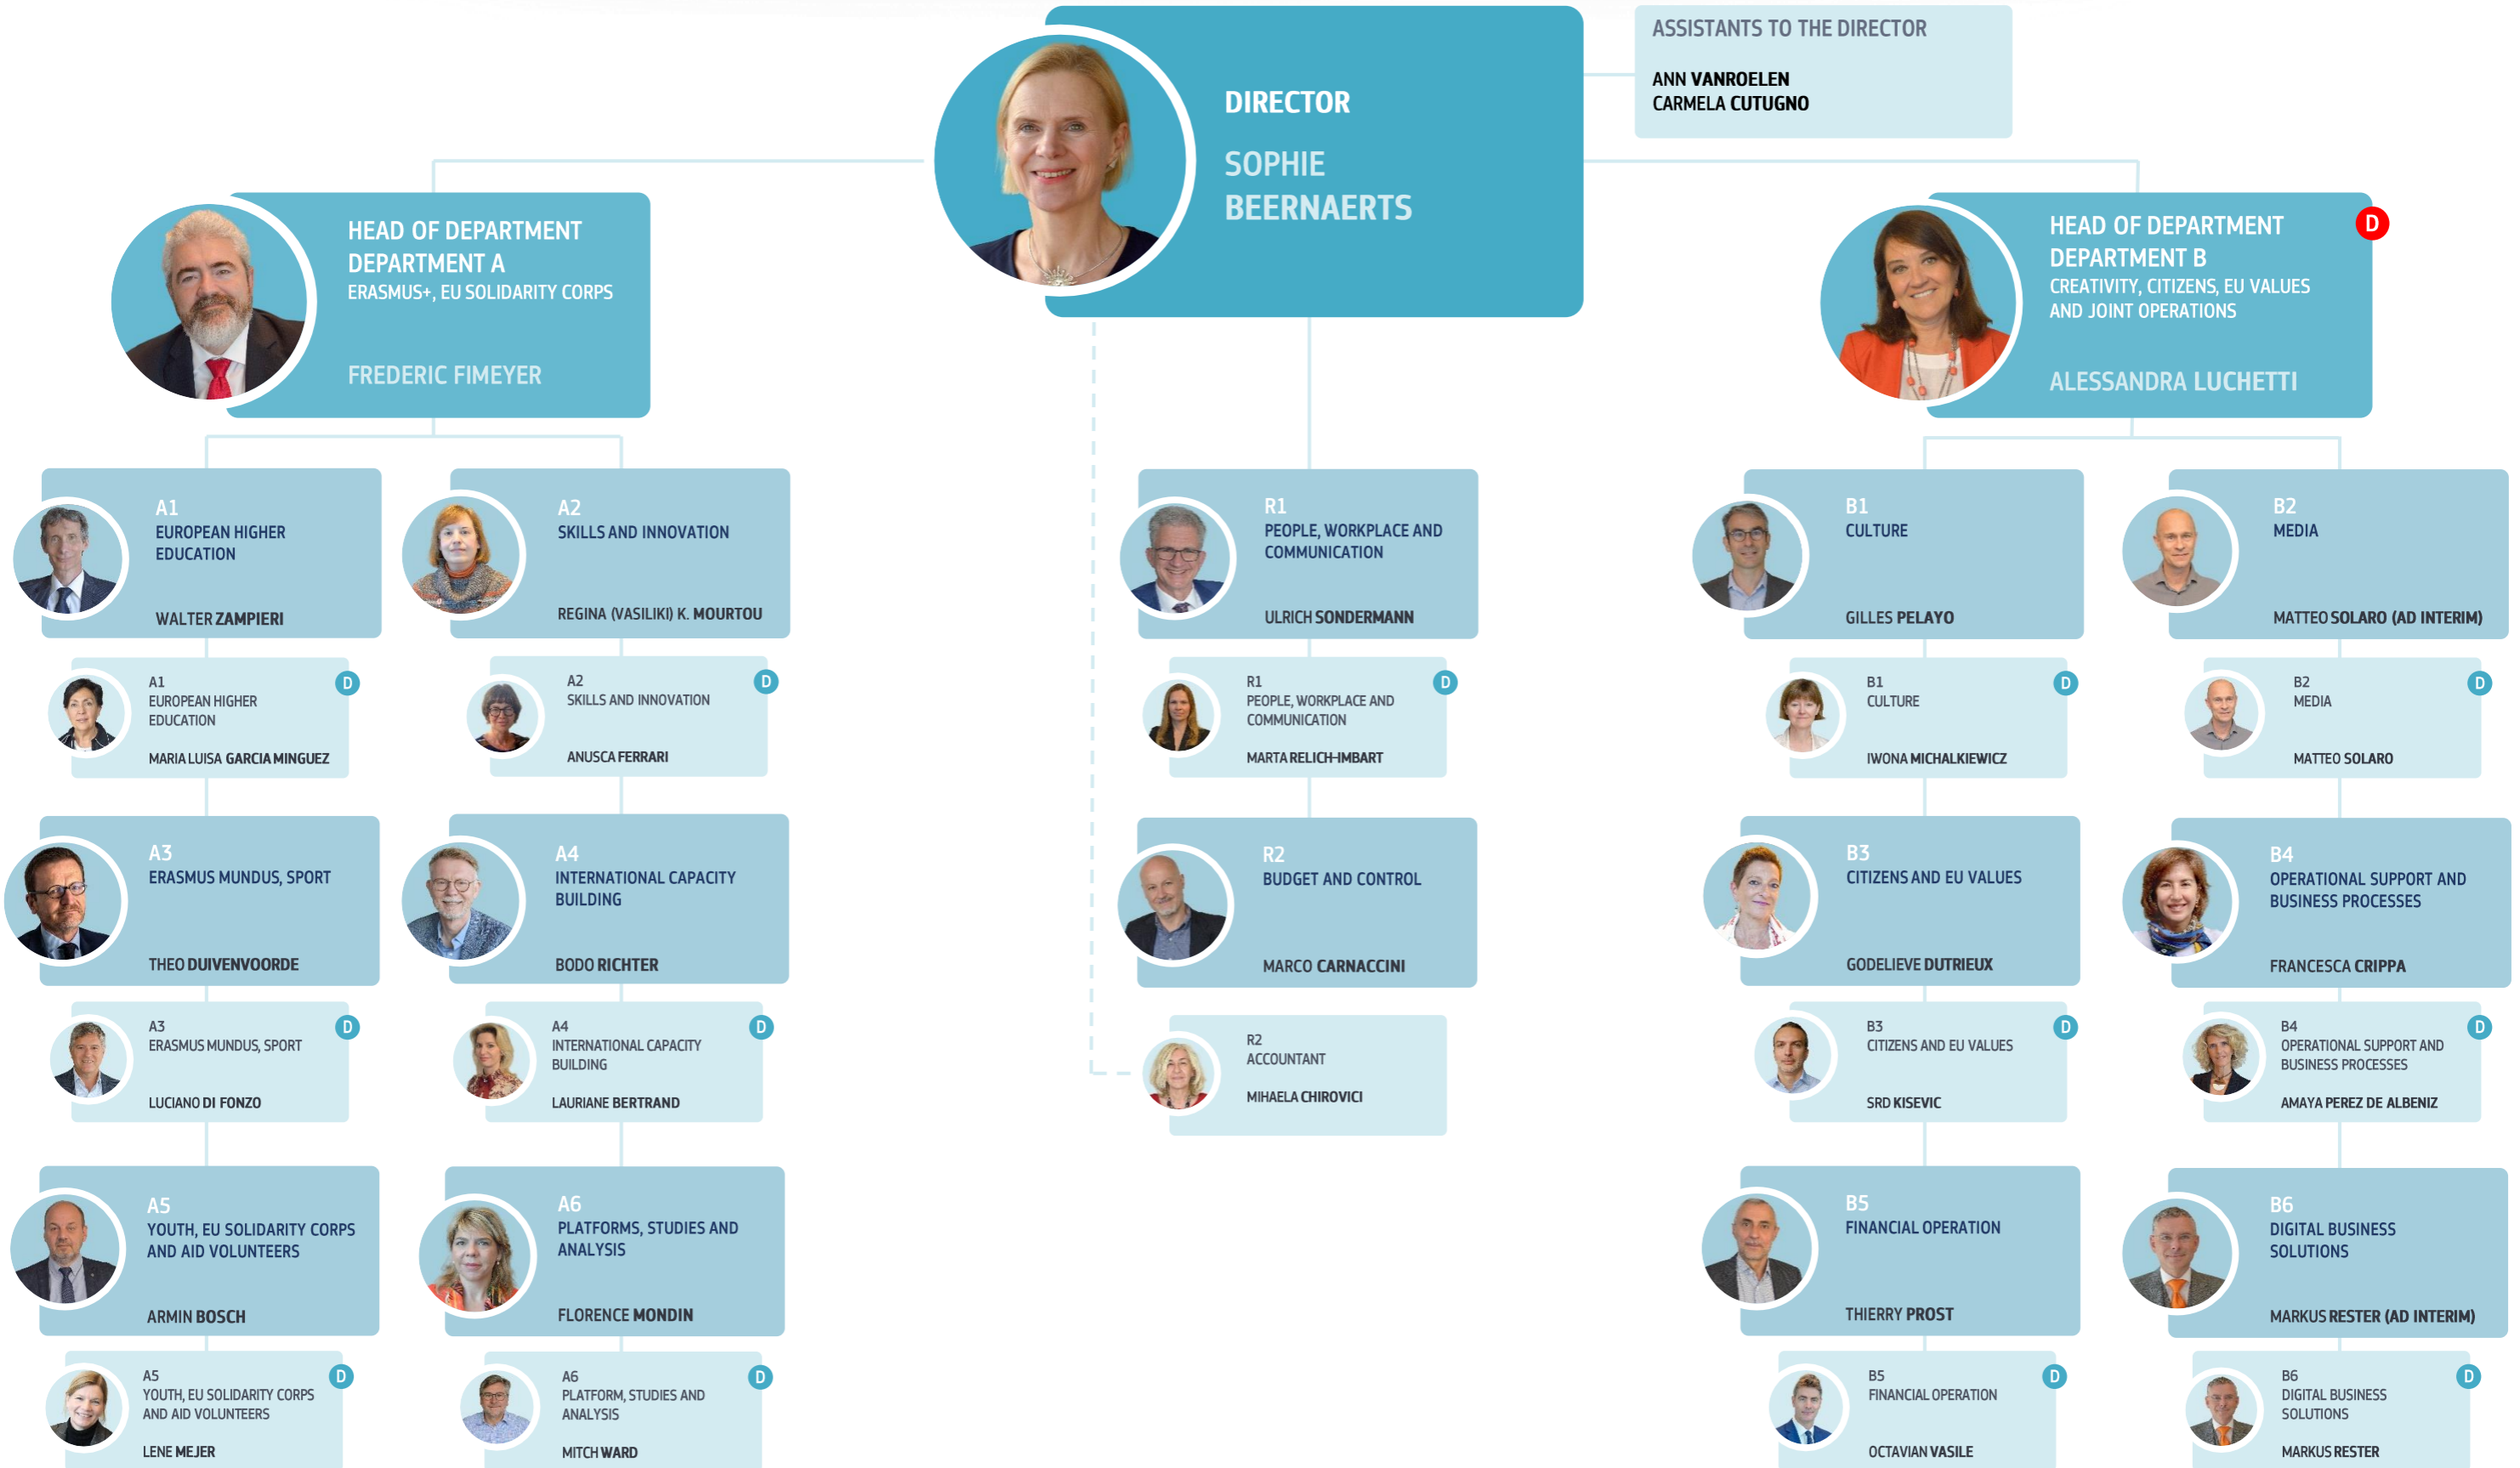 ASSISTANTS TO THE DIRECTOR
ANN VANROELEN
CARMELA CUTUGNO
DIRECTOR
SOPHIE
BEERNAERTS
HEAD OF DEPARTMENT
DEPARTMENT A
ERASMUS+, EU SOLIDARITY CORPS
FREDERIC FIMEYER
HEAD OF DEPARTMENT
DEPARTMENT B
CREATIVITY, CITIZENS, EU VALUES
AND JOINT OPERATIONS
ALESSANDRA LUCHETTI
D
A1
EUROPEAN HIGHER
EDUCATION
WALTER ZAMPIERI
A2
SKILLS AND INNOVATION
REGINA (VASILIKI) K. MOURTOU
R1
PEOPLE, WORKPLACE AND
COMMUNICATION
ULRICH SONDERMANN
B1
CULTURE
GILLES PELAYO
B2
MEDIA
MATTEO SOLARO (AD INTERIM)
A1
EUROPEAN HIGHER
EDUCATION
MARIA LUISA GARCIA MINGUEZ
D
A2
SKILLS AND INNOVATION
ANUSCA FERRARI
D
R1
PEOPLE, WORKPLACE AND
COMMUNICATION
MARTA RELICH-IMBART
D
B1
CULTURE
IWONA MICHALKIEWICZ
D
B2
MEDIA
MATTEO SOLARO
D
A3
ERASMUS MUNDUS, SPORT
THEO DUIVENVOORDE
A4
INTERNATIONAL CAPACITY
BUILDING
BODO RICHTER
R2
BUDGET AND CONTROL
MARCO CARNACCINI
B3
CITIZENS AND EU VALUES
GODELIEVE DUTRIEUX
B4
OPERATIONAL SUPPORT AND
BUSINESS PROCESSES
FRANCESCA CRIPPA
A3
ERASMUS MUNDUS, SPORT
LUCIANO DI FONZO
D
A4
INTERNATIONAL CAPACITY
BUILDING
LAURIANE BERTRAND
D
R2
ACCOUNTANT
MIHAELA CHIROVICI
B3
CITIZENS AND EU VALUES
SRD KISEVIC
D
B4
OPERATIONAL SUPPORT AND
BUSINESS PROCESSES
AMAYA PEREZ DE ALBENIZ
D
A5
YOUTH, EU SOLIDARITY CORPS
AND AID VOLUNTEERS
ARMIN BOSCH
A6
PLATFORMS, STUDIES AND
ANALYSIS
FLORENCE MONDIN
B5
FINANCIAL OPERATION
THIERRY PROST
B6
DIGITAL BUSINESS
SOLUTIONS
MARKUS RESTER (AD INTERIM)
A5
YOUTH, EU SOLIDARITY CORPS
AND AID VOLUNTEERS
LENE MEJER
D
A6
PLATFORM, STUDIES AND
ANALYSIS
MITCH WARD
D
B5
FINANCIAL OPERATION
OCTAVIAN VASILE
D
B6
DIGITAL BUSINESS
SOLUTIONS
MARKUS RESTER
D